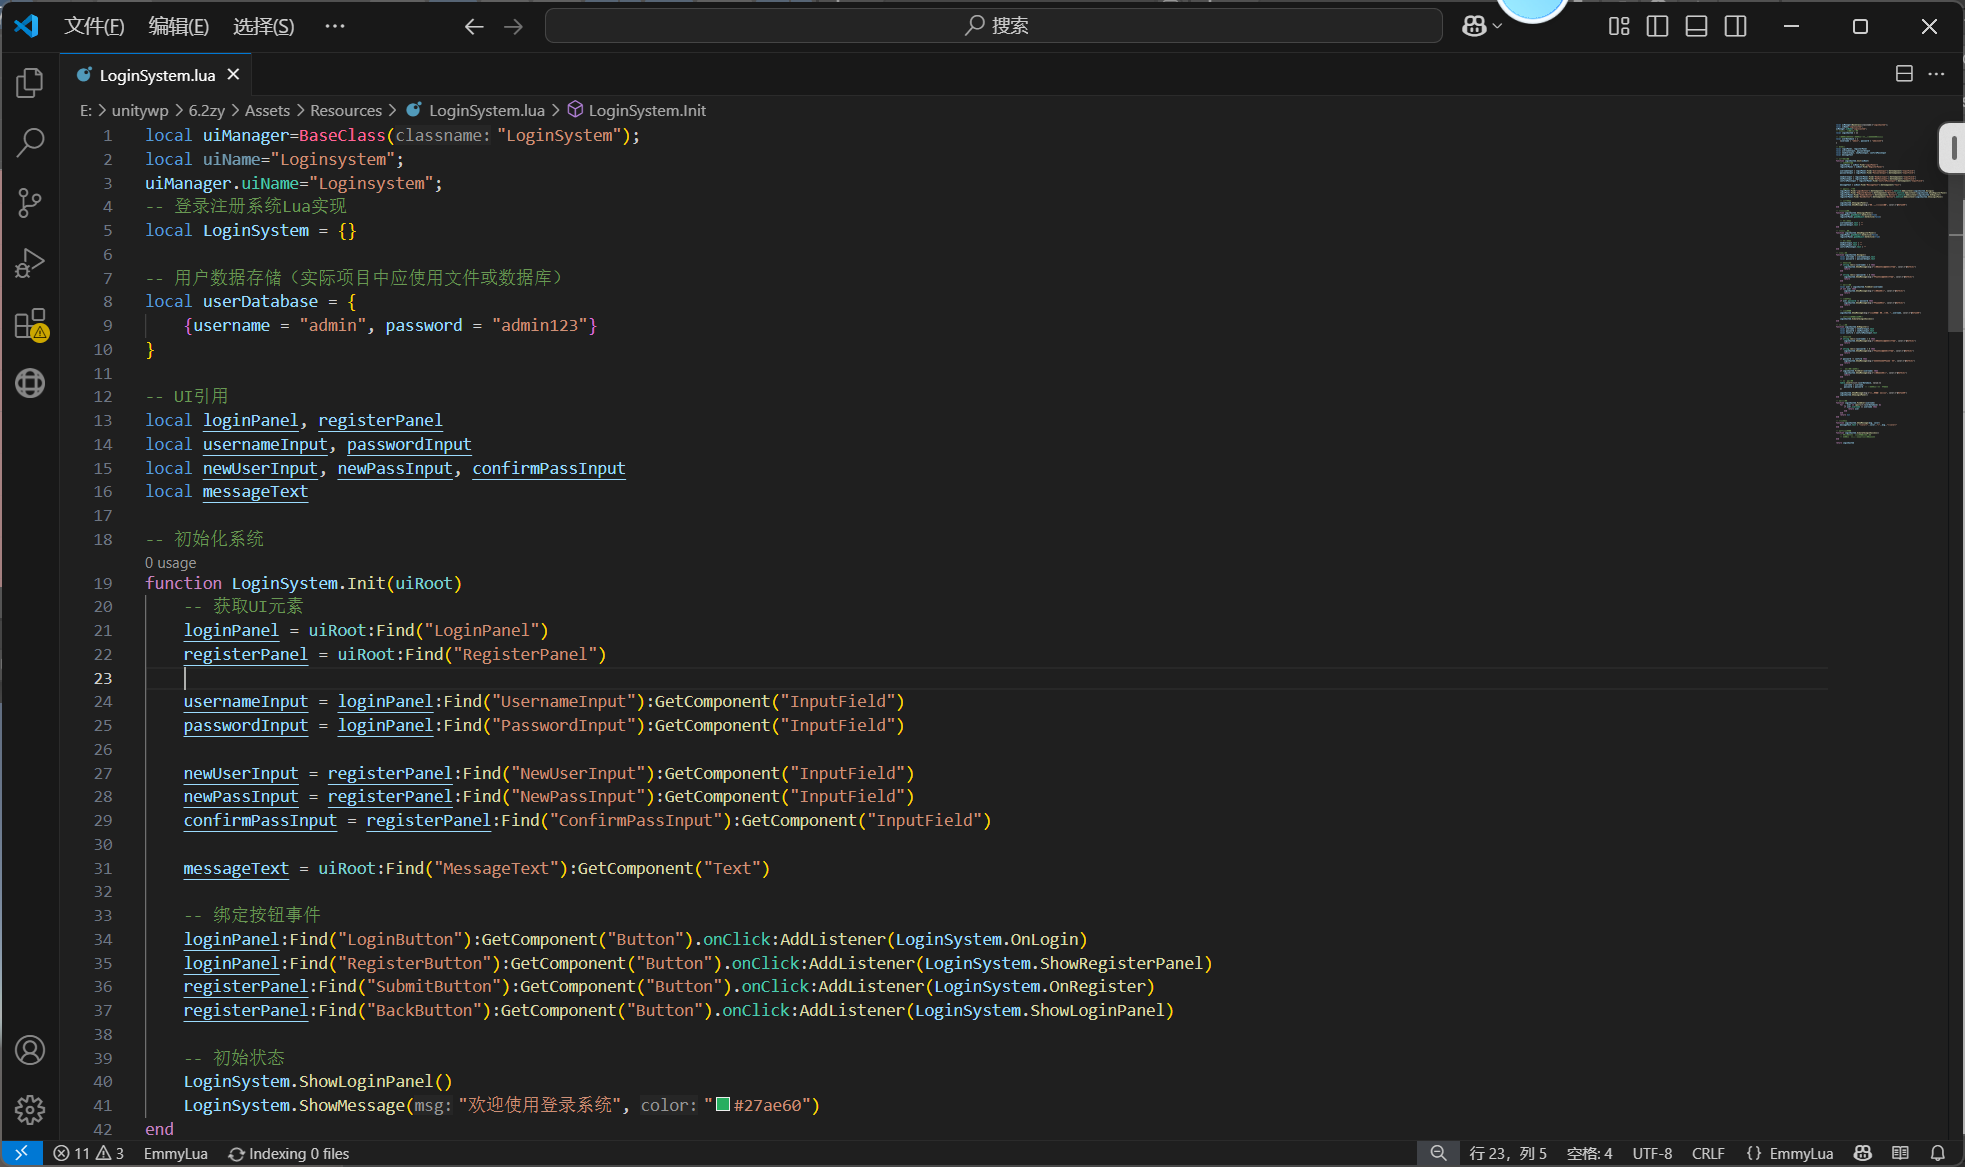 文件(F) 编辑(E) 选择(S) ··· 搜索
LoginSystem.lua
E: > unitywp > 6.2zy > Assets > Resources > LoginSystem.lua > LoginSystem.Init
1 local uiManager=BaseClass(classname: "LoginSystem");
2 local uiName="Loginsystem";
3 uiManager.uiName="Loginsystem";
4 -- 登录注册系统Lua实现
5 local LoginSystem = {}
6
7 -- 用户数据存储（实际项目中应使用文件或数据库）
8 local userDatabase = {
9     {username = "admin", password = "admin123"}
10 }
11
12 -- UI引用
13 local loginPanel, registerPanel
14 local usernameInput, passwordInput
15 local newUserInput, newPassInput, confirmPassInput
16 local messageText
17
18 -- 初始化系统
0 usage
19 function LoginSystem.Init(uiRoot)
20     -- 获取UI元素
21     loginPanel = uiRoot:Find("LoginPanel")
22     registerPanel = uiRoot:Find("RegisterPanel")
23
24     usernameInput = loginPanel:Find("UsernameInput"):GetComponent("InputField")
25     passwordInput = loginPanel:Find("PasswordInput"):GetComponent("InputField")
26
27     newUserInput = registerPanel:Find("NewUserInput"):GetComponent("InputField")
28     newPassInput = registerPanel:Find("NewPassInput"):GetComponent("InputField")
29     confirmPassInput = registerPanel:Find("ConfirmPassInput"):GetComponent("InputField")
30
31     messageText = uiRoot:Find("MessageText"):GetComponent("Text")
32
33     -- 绑定按钮事件
34     loginPanel:Find("LoginButton"):GetComponent("Button").onClick:AddListener(LoginSystem.OnLogin)
35     loginPanel:Find("RegisterButton"):GetComponent("Button").onClick:AddListener(LoginSystem.ShowRegisterPanel)
36     registerPanel:Find("SubmitButton"):GetComponent("Button").onClick:AddListener(LoginSystem.OnRegister)
37     registerPanel:Find("BackButton"):GetComponent("Button").onClick:AddListener(LoginSystem.ShowLoginPanel)
38
39     -- 初始状态
40     LoginSystem.ShowLoginPanel()
41     LoginSystem.ShowMessage(msg: "欢迎使用登录系统", color: "#27ae60")
42 end
11 3 EmmyLua Indexing 0 files 行 23，列 5 空格: 4 UTF-8 CRLF {} EmmyLua